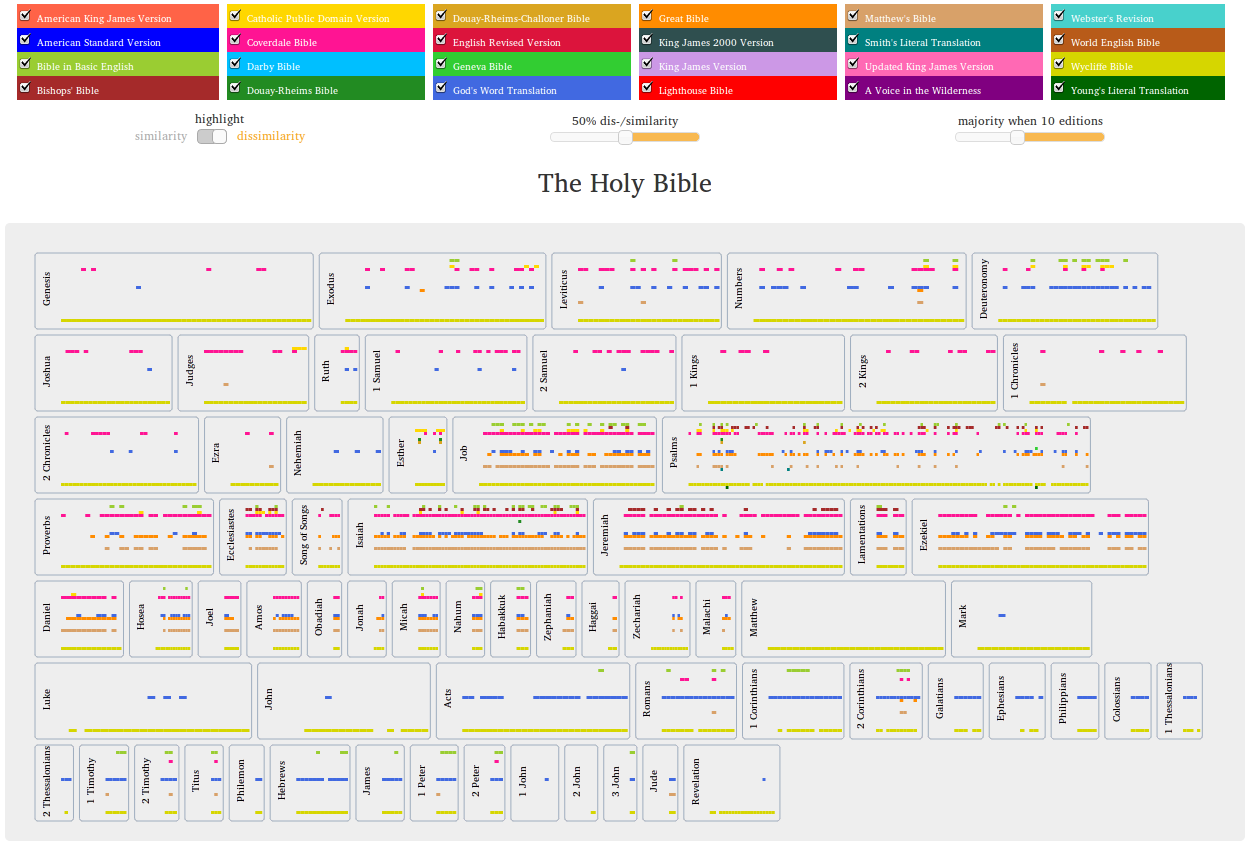 American King James Version Catholic Public Domain Version Douay-Rheims-Challoner Bible Great Bible Matthew's Bible Webster's Revision
American Standard Version Coverdale Bible English Revised Version King James 2000 Version Smith's Literal Translation World English Bible
Bible in Basic English Darby Bible Geneva Bible King James Version Updated King James Version Wycliffe Bible
Bishops' Bible Douay-Rheims Bible God's Word Translation Lighthouse Bible A Voice in the Wilderness Young's Literal Translation
highlight 50% dis-/similarity majority when 10 editions
similarity dissimilarity
The Holy Bible
Genesis Exodus Leviticus Numbers Deuteronomy
Joshua Judges Ruth 1 Samuel 2 Samuel 1 Kings 2 Kings 1 Chronicles
2 Chronicles Ezra Nehemiah Esther Job Psalms
Proverbs Ecclesiastes Song of Songs Isaiah Jeremiah Lamentations Ezekiel
Daniel Hosea Joel Amos Obadiah Jonah Micah Nahum Habakkuk Zephaniah Haggai Zechariah Malachi Matthew Mark
Luke John Acts Romans 1 Corinthians 2 Corinthians Galatians Ephesians Philippians Colossians 1 Thessalonians
2 Thessalonians 1 Timothy 2 Timothy Titus Philemon Hebrews James 1 Peter 2 Peter 1 John 2 John 3 John Jude Revelation